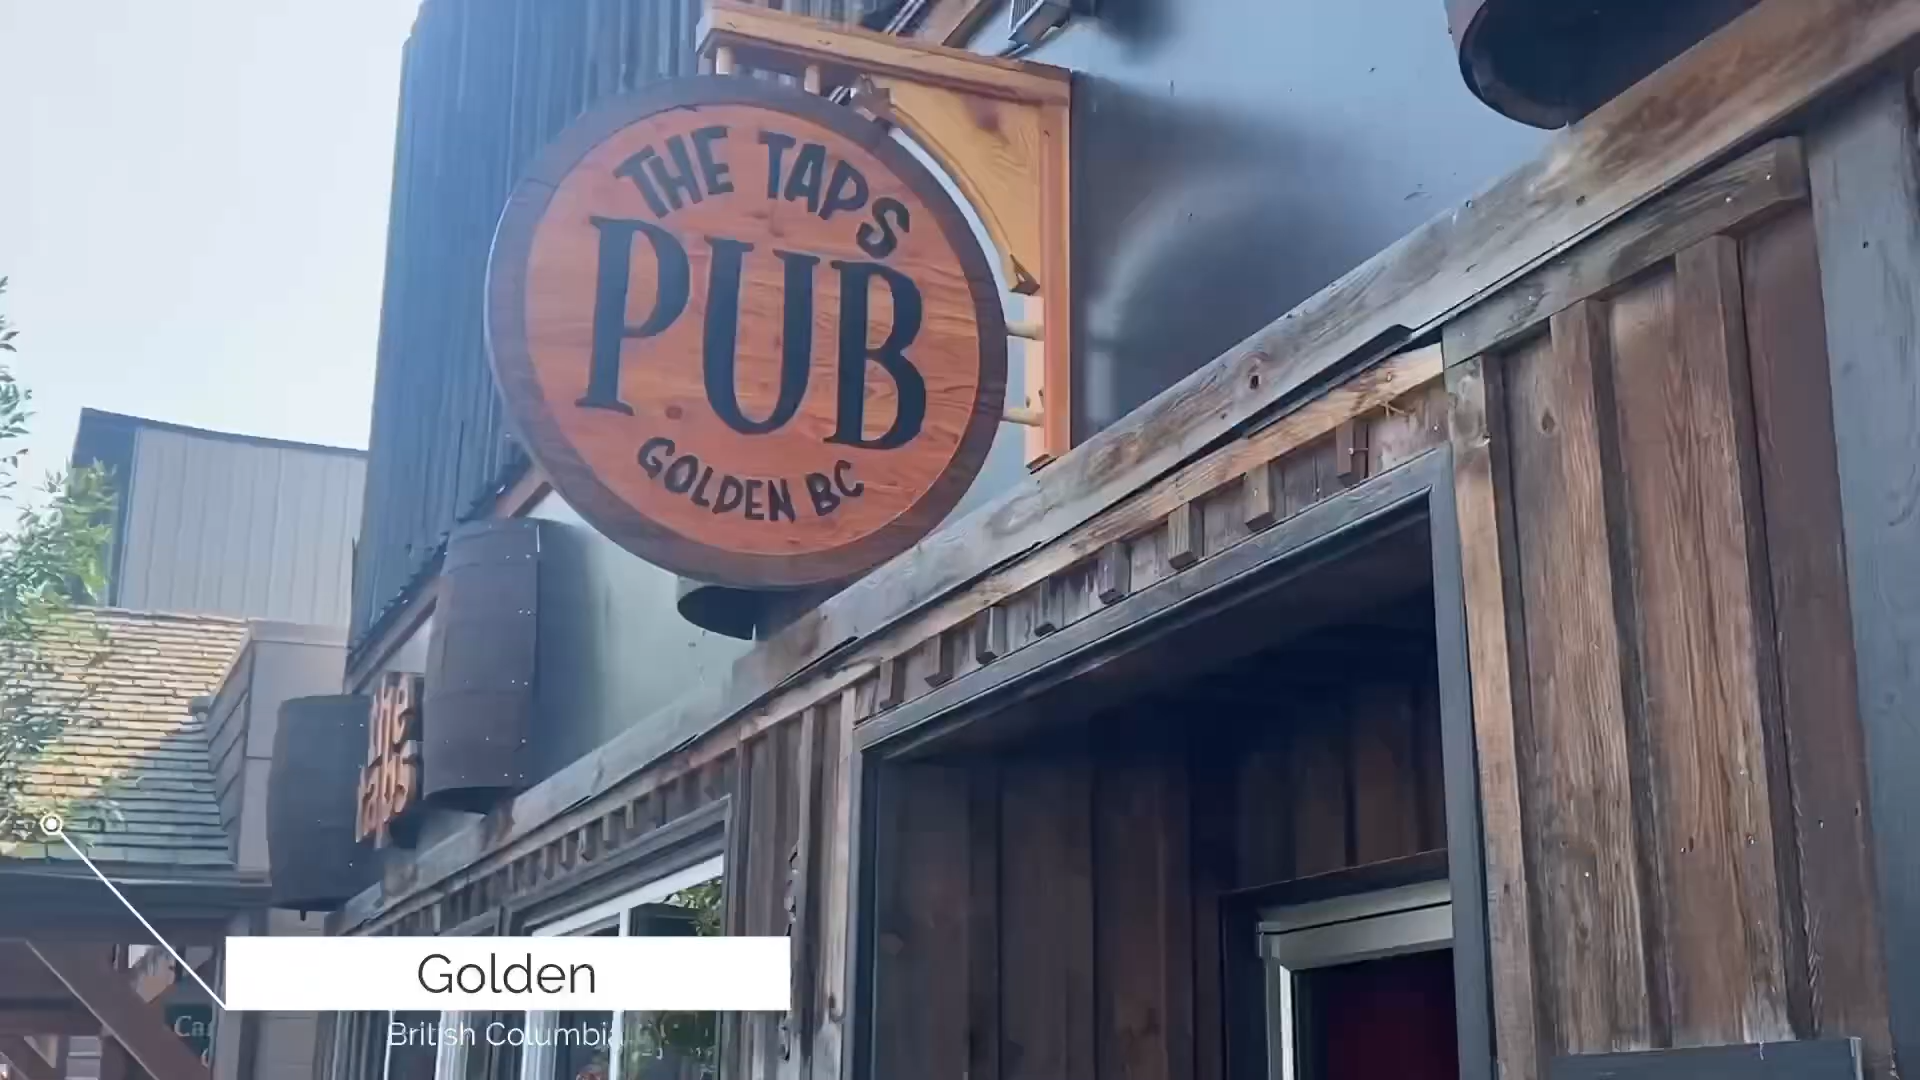 THE TAPS
PUB
GOLDEN BC
the
taps
Golden
British Columbia